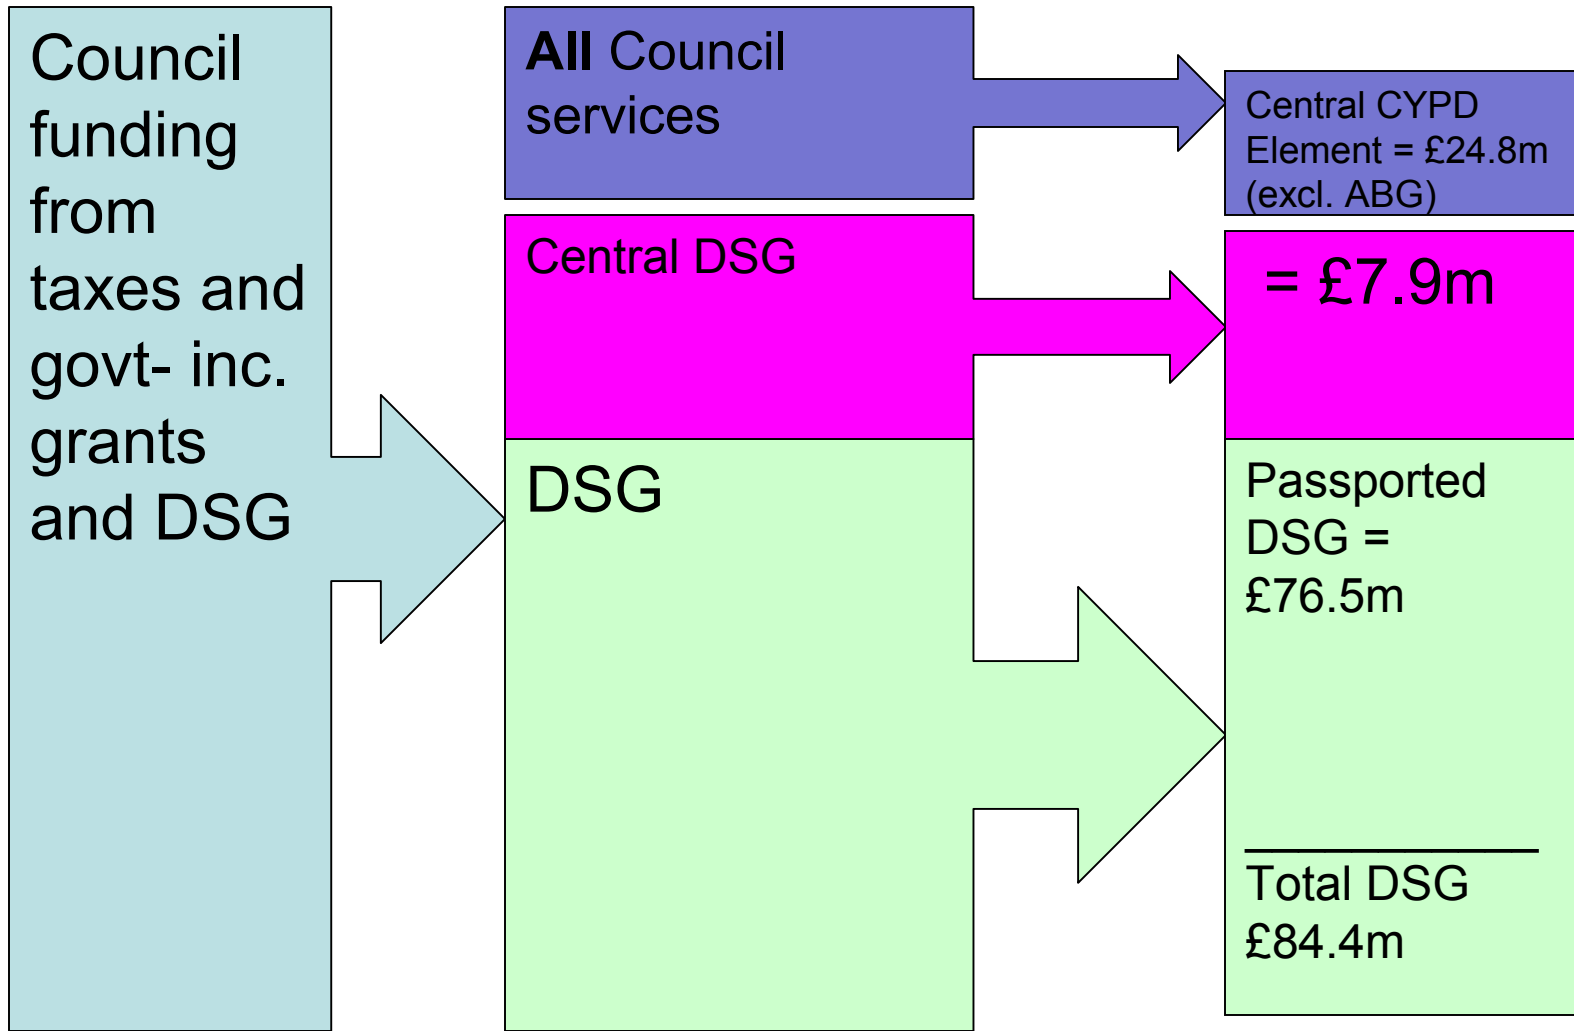 Council
funding
from
taxes and
govt- inc.
grants
and DSG
All Council
services
Central DSG
DSG
Central CYPD
Element = £24.8m
(excl. ABG)
= £7.9m
Passported
DSG =
£76.5m
Total DSG
£84.4m